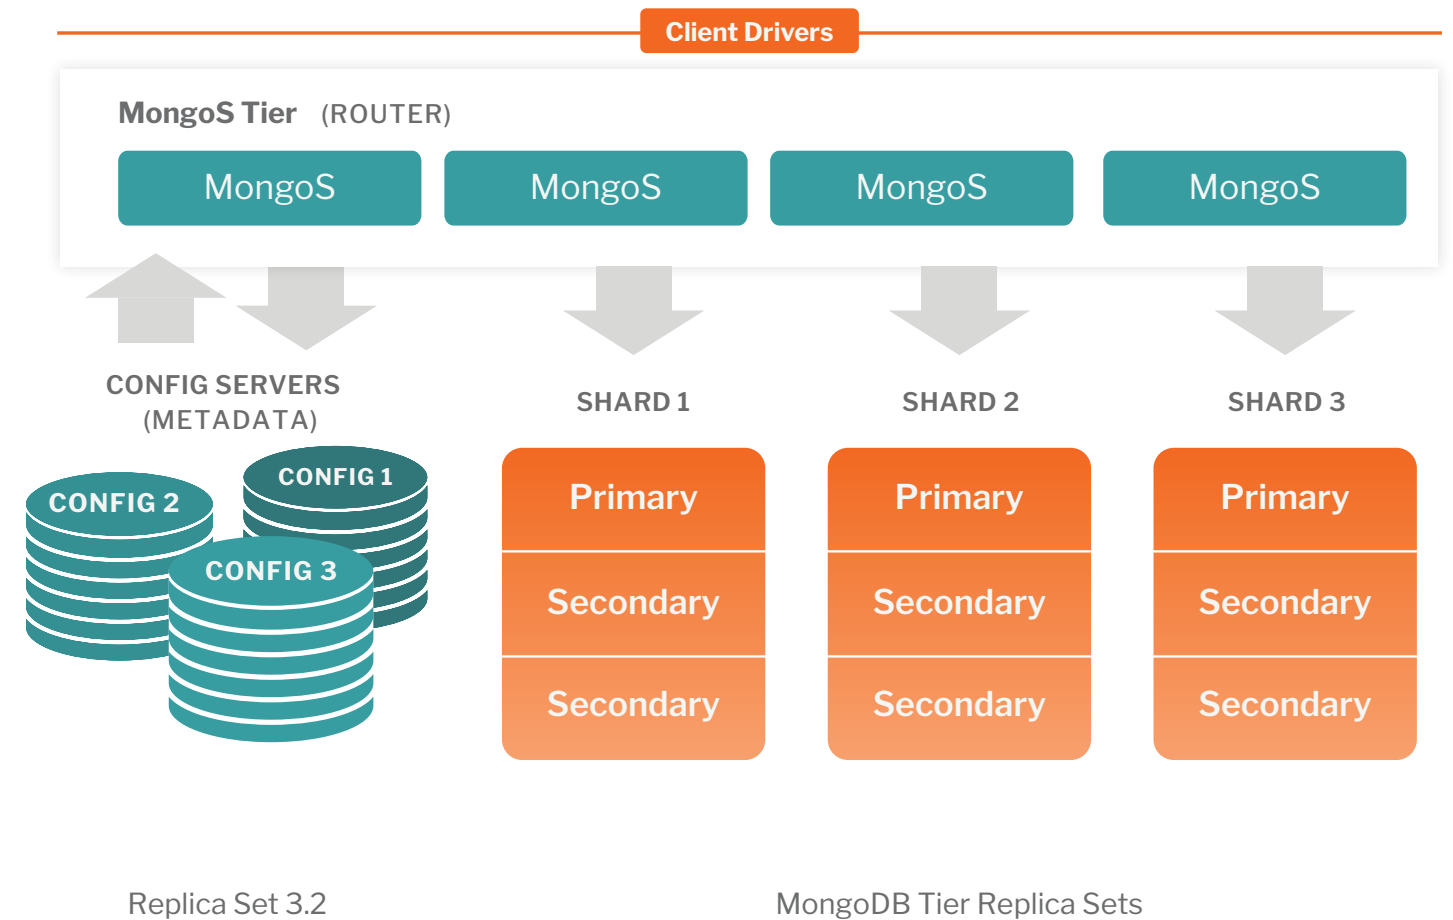 Client Drivers
MongoS Tier (ROUTER)
MongoS MongoS MongoS MongoS
CONFIG SERVERS
(METADATA)
SHARD 1 SHARD 2 SHARD 3
CONFIG 1
CONFIG 2
CONFIG 3
Primary Primary Primary
Secondary Secondary Secondary
Secondary Secondary Secondary
Replica Set 3.2 MongoDB Tier Replica Sets